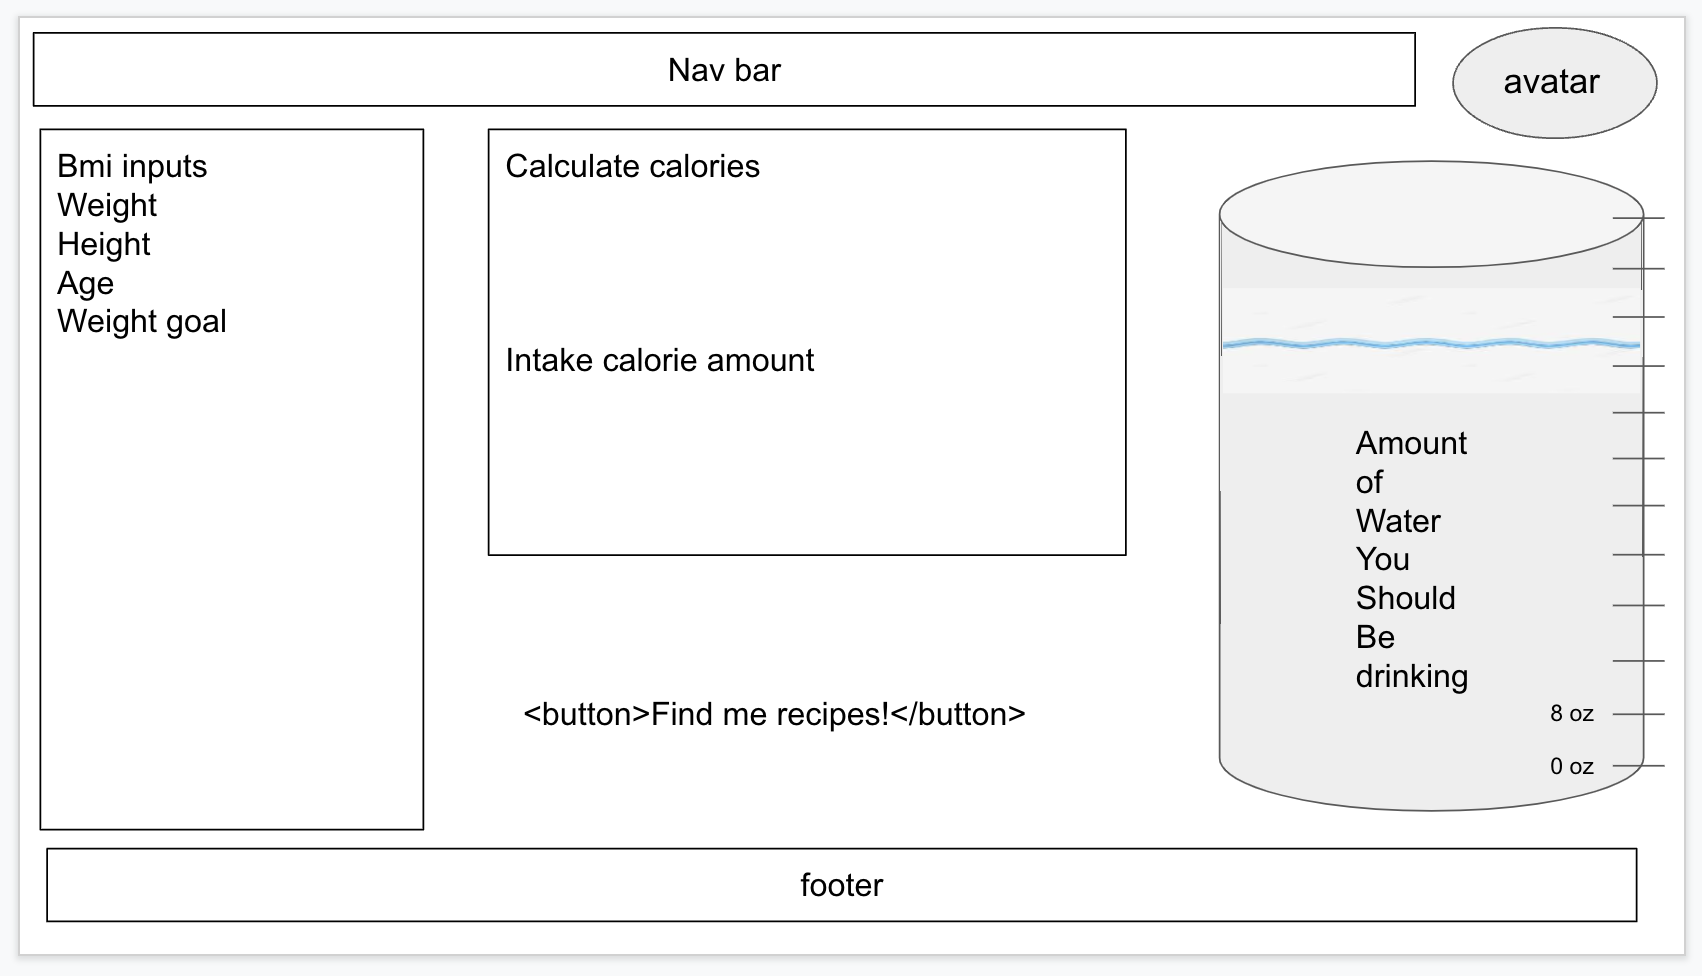 Nav bar
avatar
Bmi inputs
Weight
Height
Age
Weight goal
Calculate calories
Intake calorie amount
<button>Find me recipes!</button>
Amount
of
Water
You
Should
Be
drinking
8 oz
0 oz
footer